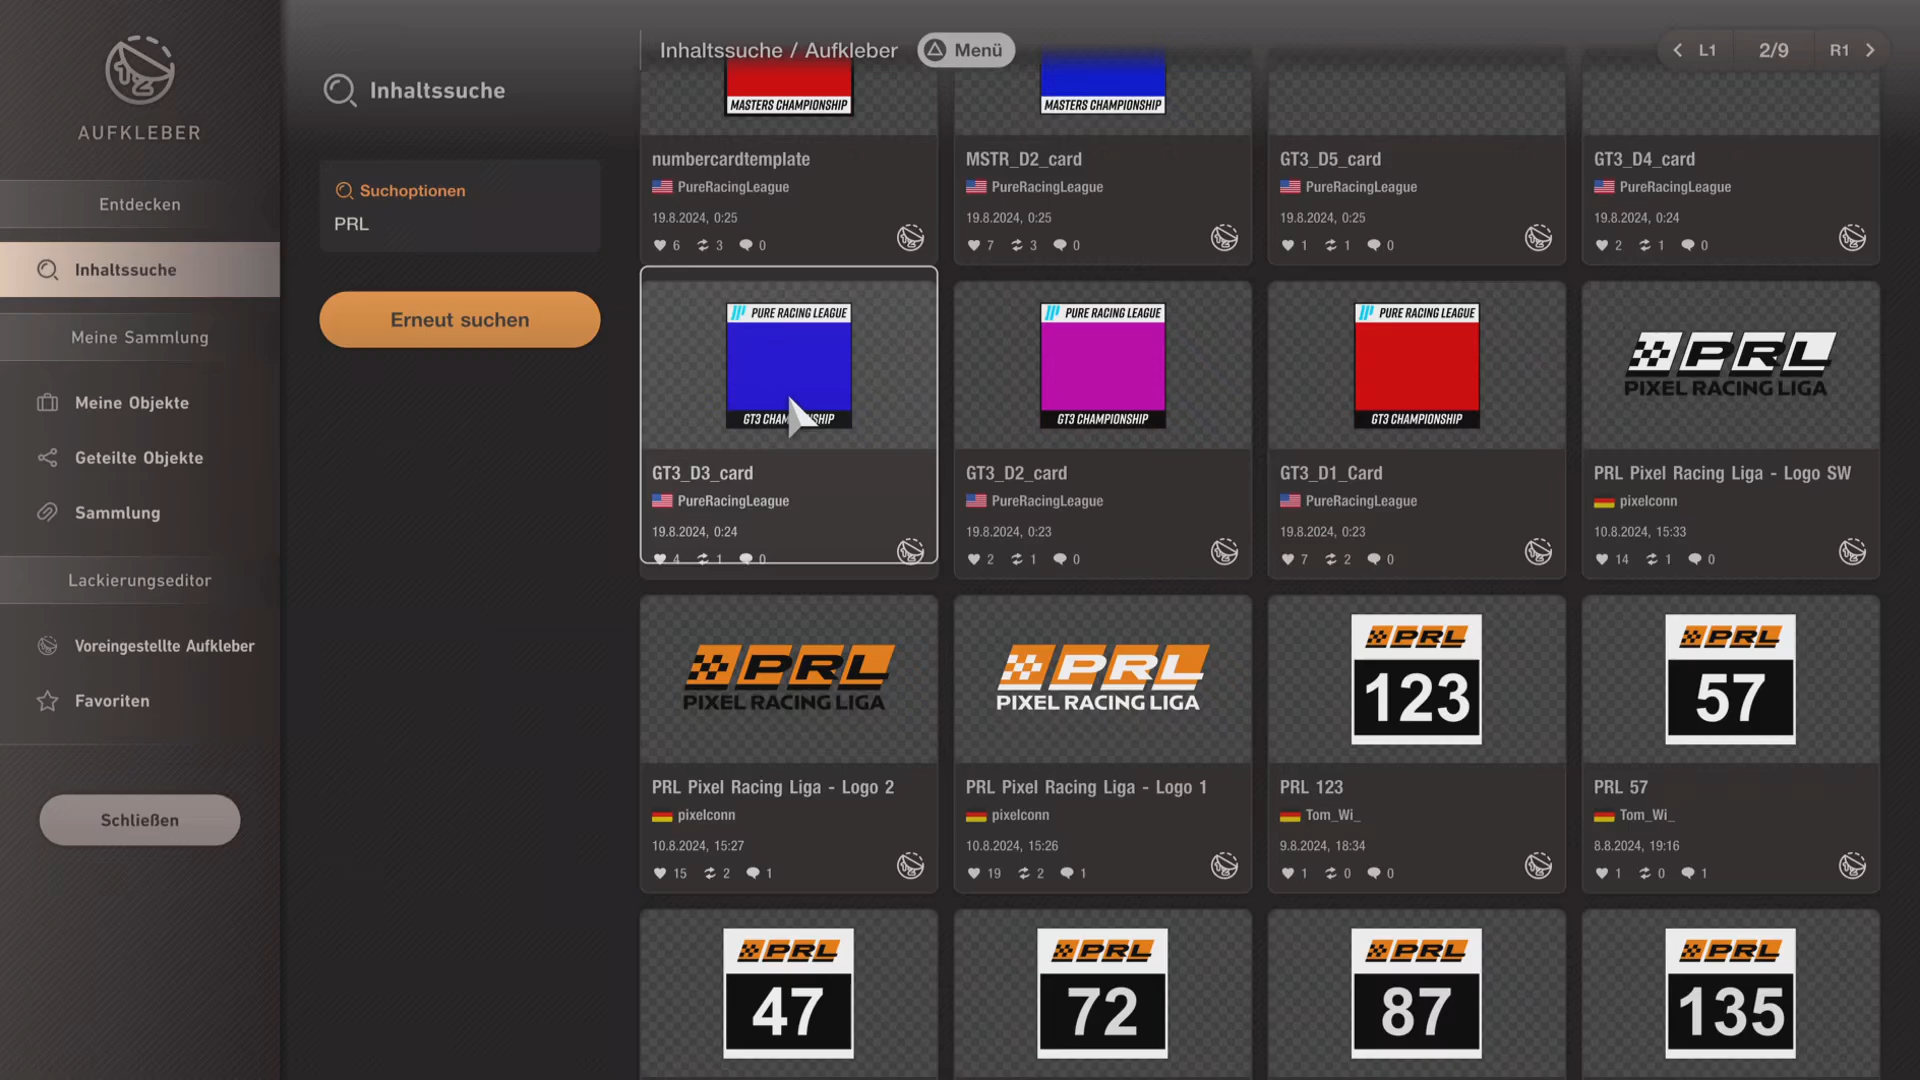 AUFKLEBER
Entdecken
Inhaltssuche
Meine Sammlung
Meine Objekte
Geteilte Objekte
Sammlung
Lackierungseditor
Voreingestellte Aufkleber
Favoriten
Schließen
Inhaltssuche
Suchoptionen
PRL
Erneut suchen
Inhaltssuche / Aufkleber
Menü
L1
2/9
R1
MASTERS CHAMPIONSHIP
numbercardtemplate
PureRacingLeague
19.8.2024, 0:25
6 3 0
MASTERS CHAMPIONSHIP
MSTR_D2_card
PureRacingLeague
19.8.2024, 0:25
7 3 0
GT3_D5_card
PureRacingLeague
19.8.2024, 0:25
1 1 0
GT3_D4_card
PureRacingLeague
19.8.2024, 0:24
2 1 0
PURE RACING LEAGUE
GT3_D3_card
PureRacingLeague
19.8.2024, 0:24
4 1 0
PURE RACING LEAGUE
GT3 CHAMPIONSHIP
GT3_D2_card
PureRacingLeague
19.8.2024, 0:23
2 1 0
PURE RACING LEAGUE
GT3 CHAMPIONSHIP
GT3_D1_Card
PureRacingLeague
19.8.2024, 0:23
7 2 0
PRL
PIXEL RACING LIGA
PRL Pixel Racing Liga - Logo SW
pixelconn
10.8.2024, 15:33
14 1 0
PRL
PIXEL RACING LIGA
PRL Pixel Racing Liga - Logo 2
pixelconn
10.8.2024, 15:27
15 2 1
PRL
PIXEL RACING LIGA
PRL Pixel Racing Liga - Logo 1
pixelconn
10.8.2024, 15:26
19 2 1
PRL
123
PRL 123
Tom_Wi_
9.8.2024, 18:34
1 0 0
PRL
57
PRL 57
Tom_Wi_
8.8.2024, 19:16
1 0 1
PRL
47
PRL
72
PRL
87
PRL
135